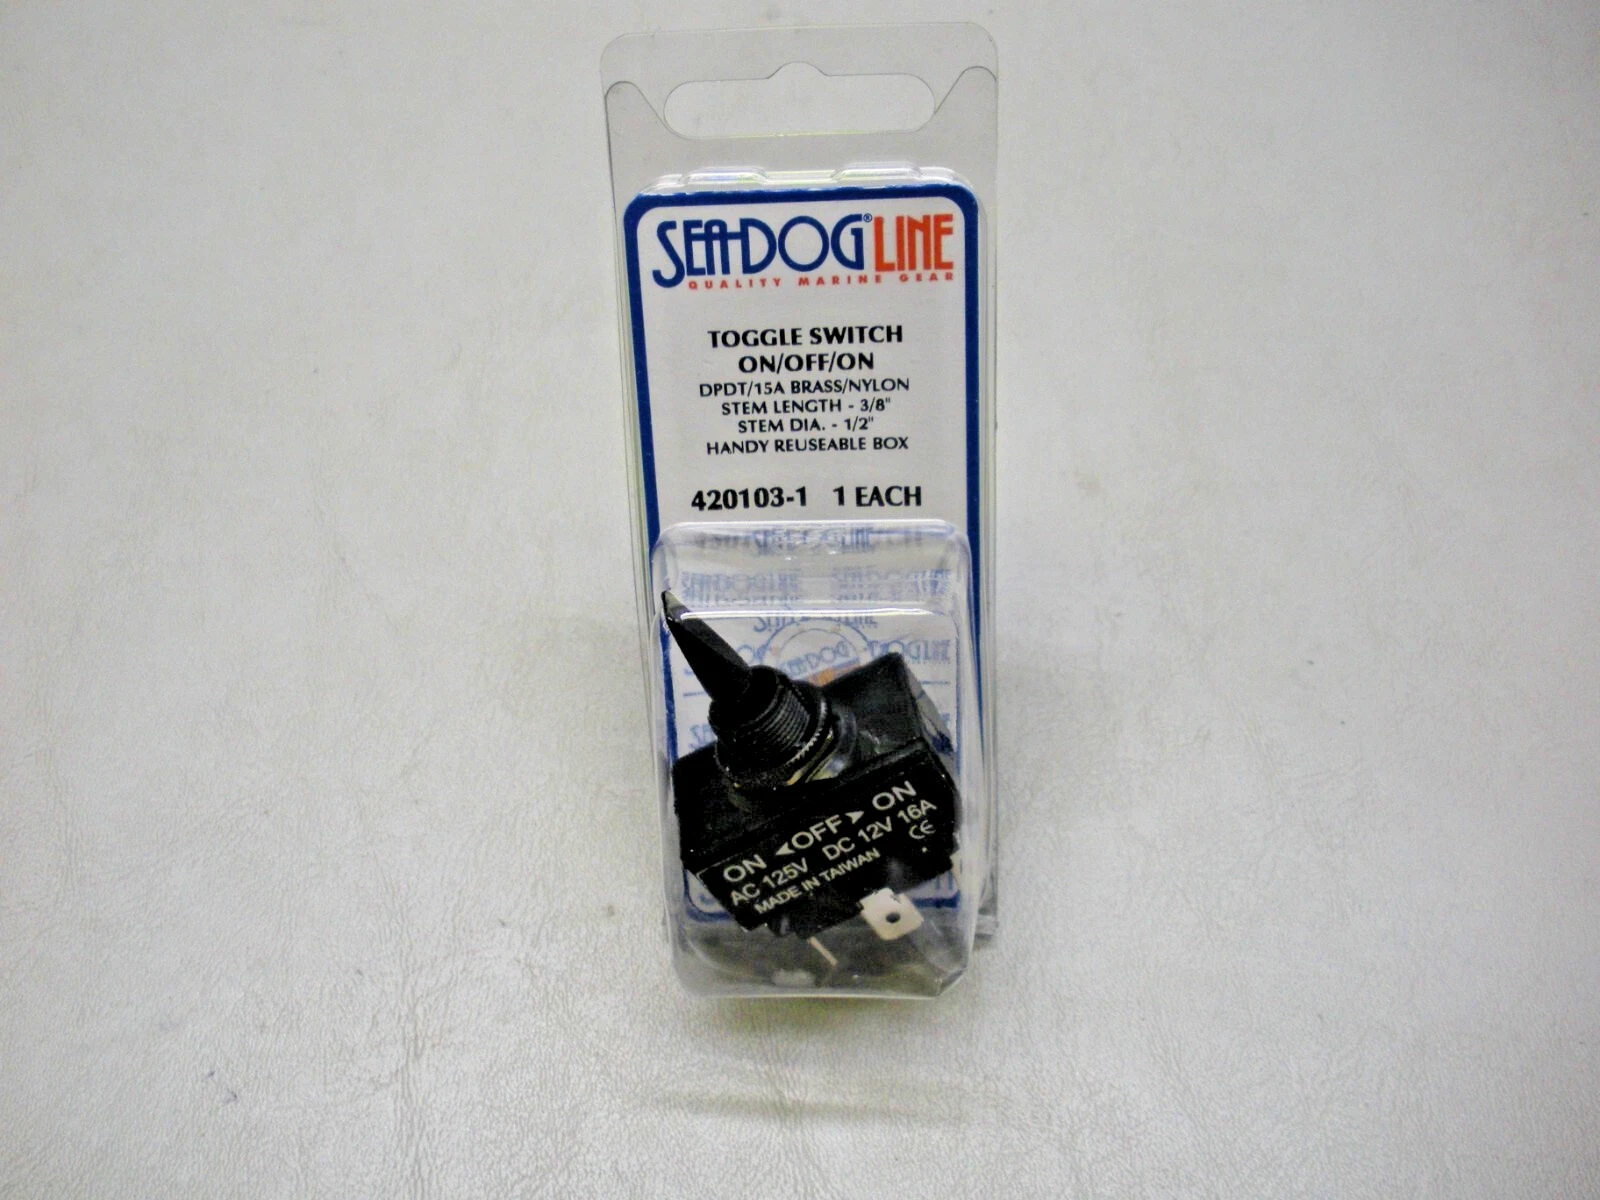 SEA-DOG® LINE
QUALITY MARINE GEAR
TOGGLE SWITCH
ON/OFF/ON
DPDT/15A BRASS/NYLON
STEM LENGTH - 3/8"
STEM DIA. - 1/2"
HANDY REUSEABLE BOX
420103-1 1 EACH
ON ◄OFF► ON
AC 125V DC 12V 16A
MADE IN TAIWAN CE